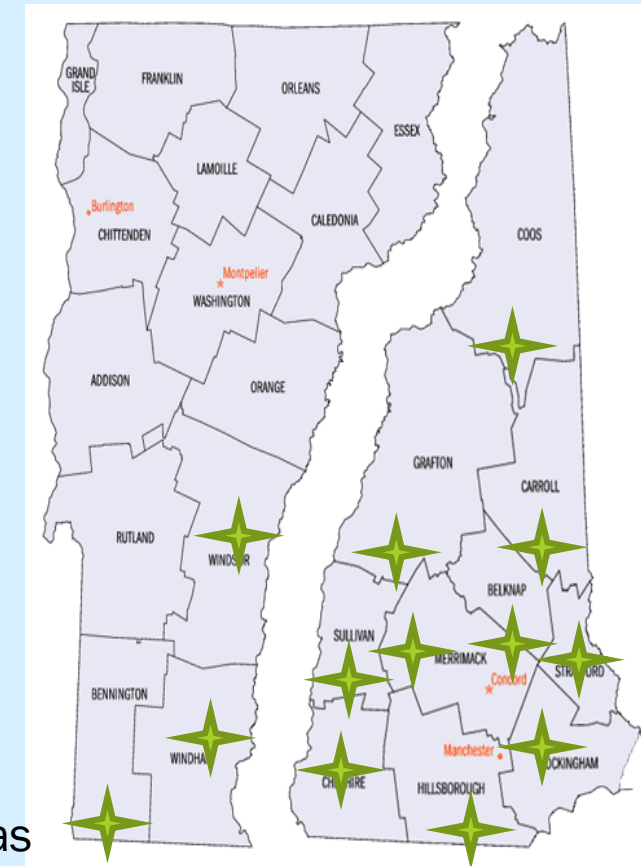 GRAND
ISLE
FRANKLIN
ORLEANS
ESSEX
LAMOILLE
CALEDONIA
Burlington
CHITTENDEN
Montpelier
WASHINGTON
ADDISON
ORANGE
RUTLAND
BENNINGTON
COOS
GRAFTON
CARROLL
BELKNAP
SULLIVAN
MERRIMACK
Concord
Manchester
HILLSBOROUGH
as